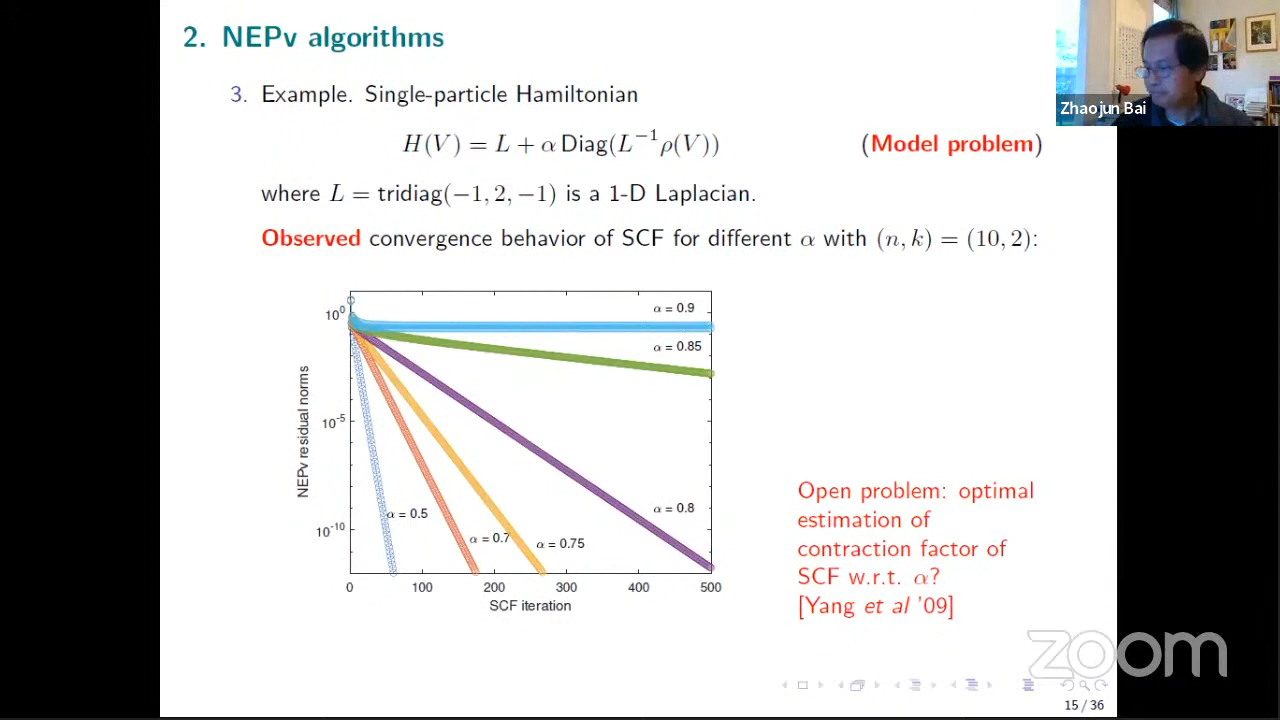 2. NEPv algorithms
3. Example. Single-particle Hamiltonian
H(V) = L + α Diag(L⁻¹ρ(V))
(Model problem)
where L = tridiag(−1, 2, −1) is a 1-D Laplacian.
Observed convergence behavior of SCF for different α with (n, k) = (10, 2):
NEPv residual norms
10⁰
10⁻⁵
10⁻¹⁰
α = 0.9
α = 0.85
α = 0.8
α = 0.5
α = 0.7
α = 0.75
0 100 200 300 400 500
SCF iteration
Open problem: optimal
estimation of
contraction factor of
SCF w.r.t. α?
[Yang et al '09]
Zhaojun Bai
zoom
15 / 36